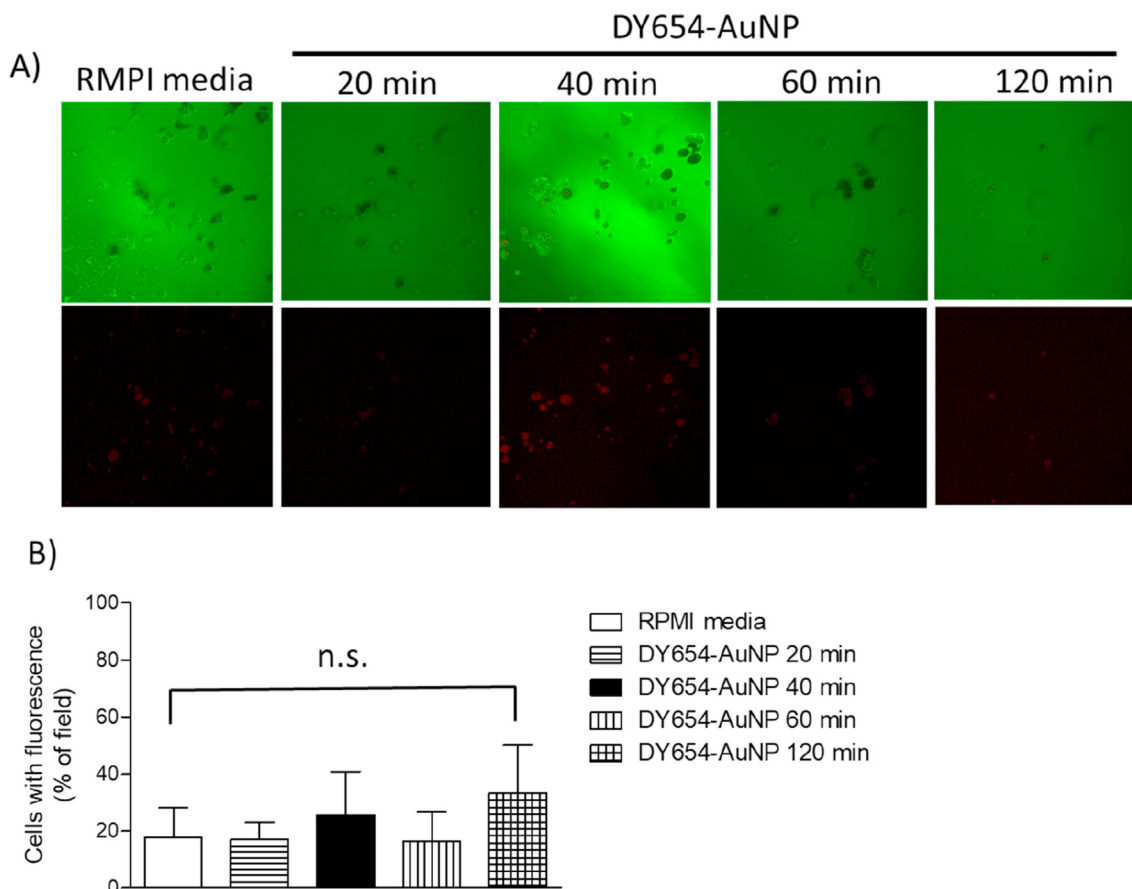 DY654-AuNP
A)
RMPI media 20 min 40 min 60 min 120 min
B)
Cells with fluorescence
(% of field)
100
80
60
40
20
0
n.s.
RPMI media
DY654-AuNP 20 min
DY654-AuNP 40 min
DY654-AuNP 60 min
DY654-AuNP 120 min